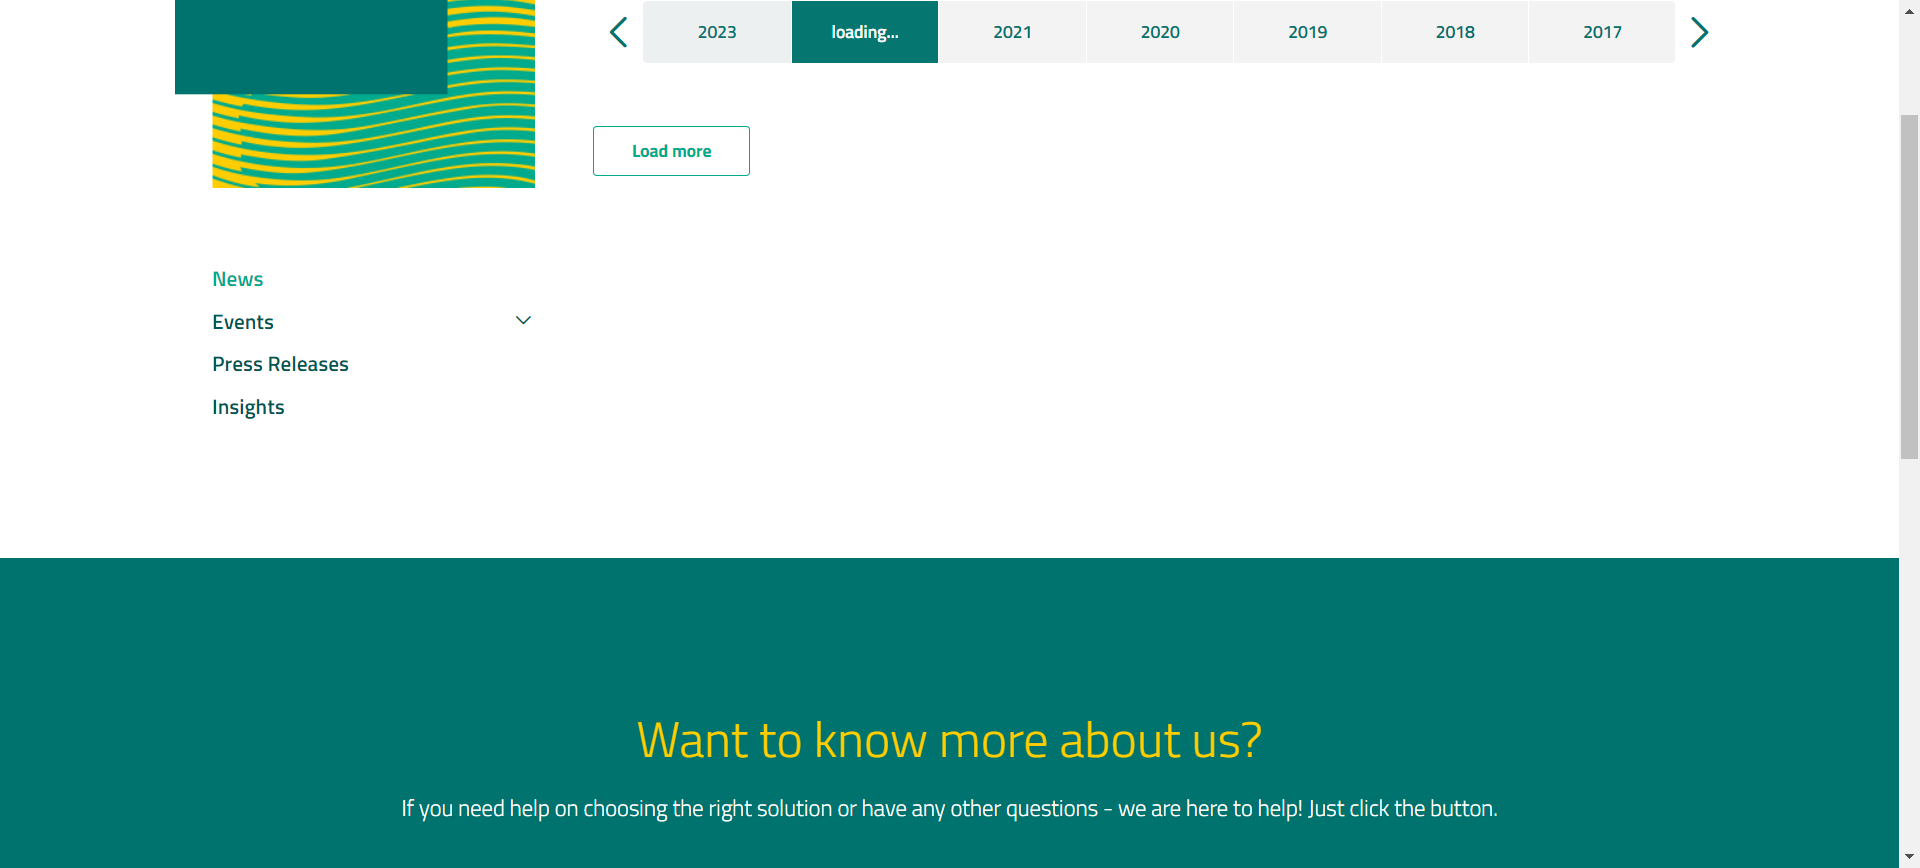 2023 loading... 2021 2020 2019 2018 2017
Load more
News
Events
Press Releases
Insights
Want to know more about us?
If you need help on choosing the right solution or have any other questions - we are here to help! Just click the button.